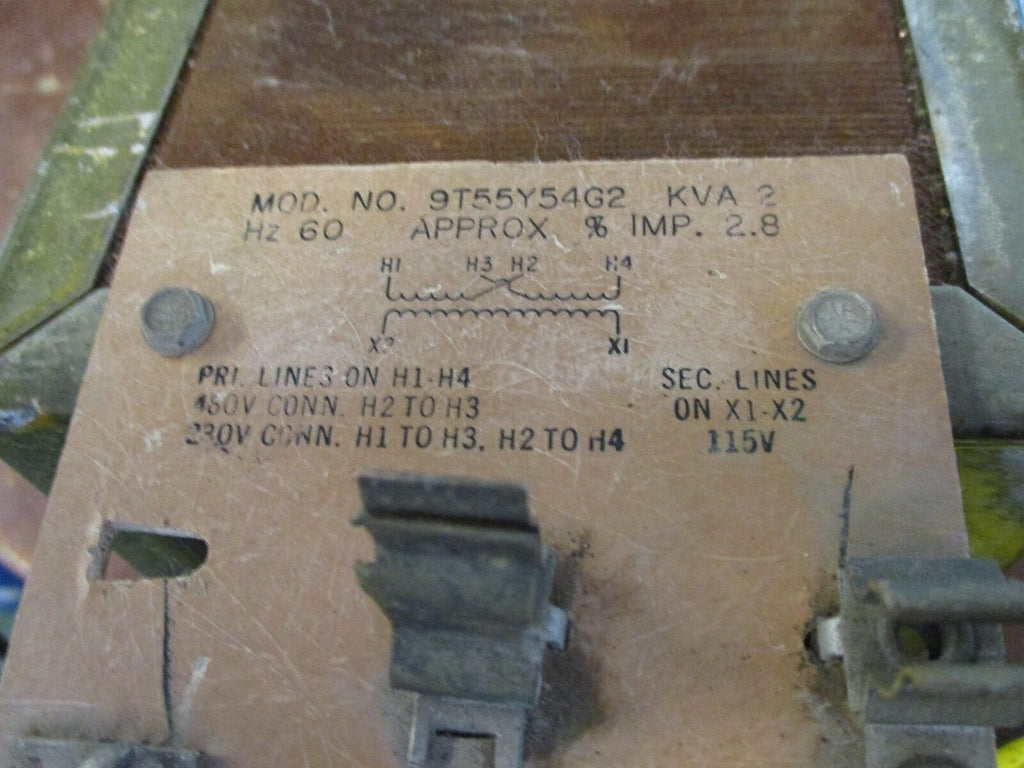 MOD. NO. 9T55Y54G2 KVA 2
Hz 60 APPROX % IMP. 2.8
H1 H3 H2 H4
X2 X1
PRI. LINES ON H1-H4
460V CONN. H2 TO H3
230V CONN. H1 TO H3, H2 TO H4
SEC. LINES
ON X1-X2
115V